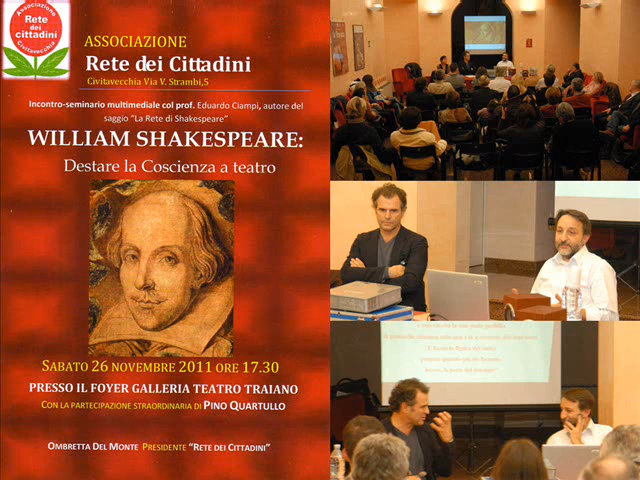 Associazione
Rete dei cittadini
Civitavecchia
ASSOCIAZIONE
Rete dei Cittadini
Civitavecchia Via V. Strambi,5
Incontro-seminario multimediale col prof. Eduardo Ciampi, autore del
saggio "La Rete di Shakespeare"
WILLIAM SHAKESPEARE:
Destare la Coscienza a teatro
SABATO 26 NOVEMBRE 2011 ORE 17.30
PRESSO IL FOYER GALLERIA TEATRO TRAIANO
CON LA PARTECIPAZIONE STRAORDINARIA DI PINO QUARTULLO
OMBRETTA DEL MONTE PRESIDENTE "RETE DEI CITTADINI"